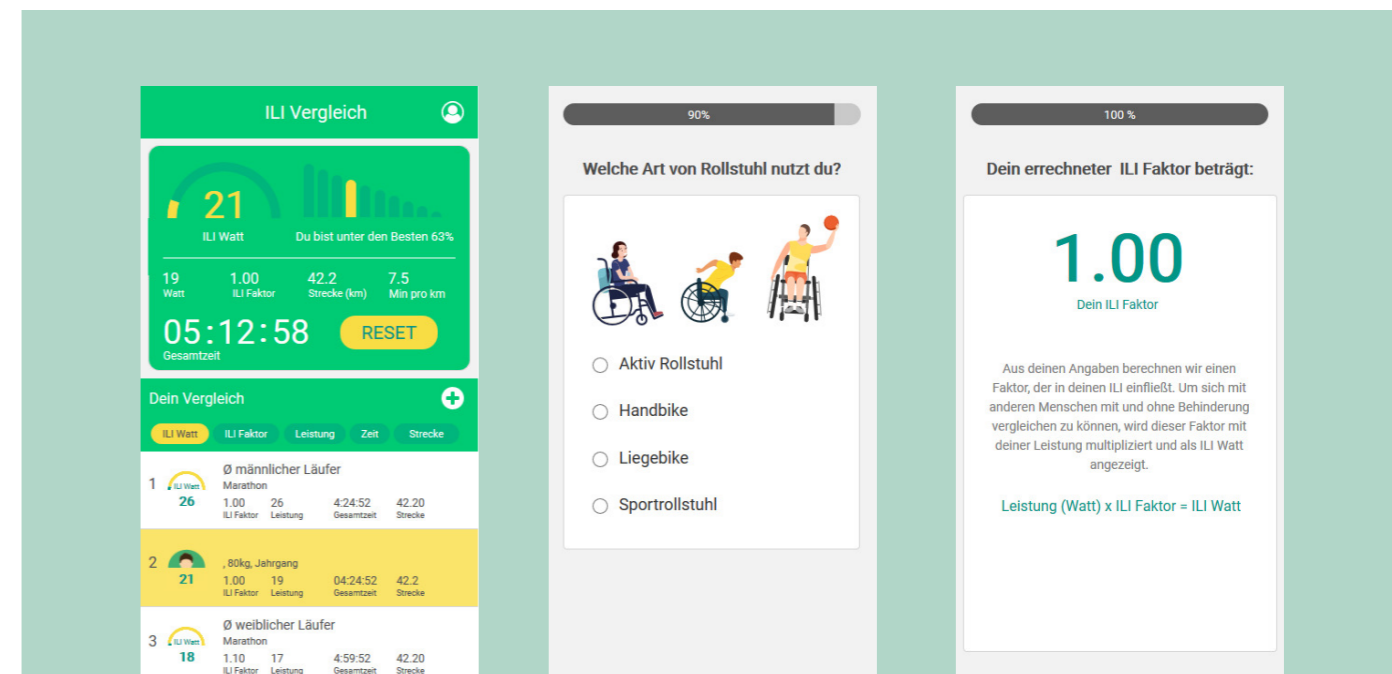 ILI Vergleich
21
ILI Watt
Du bist unter den Besten 63%
19 1.00 42.2 7.5
Watt ILI Faktor Strecke (km) Min pro km
05:12:58 RESET
Gesamtzeit
Dein Vergleich
ILI Watt ILI Faktor Leistung Zeit Strecke
1
ILI Watt
26
Ø männlicher Läufer
Marathon
1.00 26 4:24:52 42.20
ILI Faktor Leistung Gesamtzeit Strecke
2
21
, 80kg, Jahrgang
1.00 19 04:24:52 42.2
ILI Faktor Leistung Gesamtzeit Strecke
3
ILI Watt
18
Ø weiblicher Läufer
Marathon
1.10 17 4:59:52 42.20
ILI Faktor Leistung Gesamtzeit Strecke
90%
Welche Art von Rollstuhl nutzt du?
Aktiv Rollstuhl
Handbike
Liegebike
Sportrollstuhl
100 %
Dein errechneter ILI Faktor beträgt:
1.00
Dein ILI Faktor
Aus deinen Angaben berechnen wir einen
Faktor, der in deinen ILI einfließt. Um sich mit
anderen Menschen mit und ohne Behinderung
vergleichen zu können, wird dieser Faktor mit
deiner Leistung multipliziert und als ILI Watt
angezeigt.
Leistung (Watt) x ILI Faktor = ILI Watt